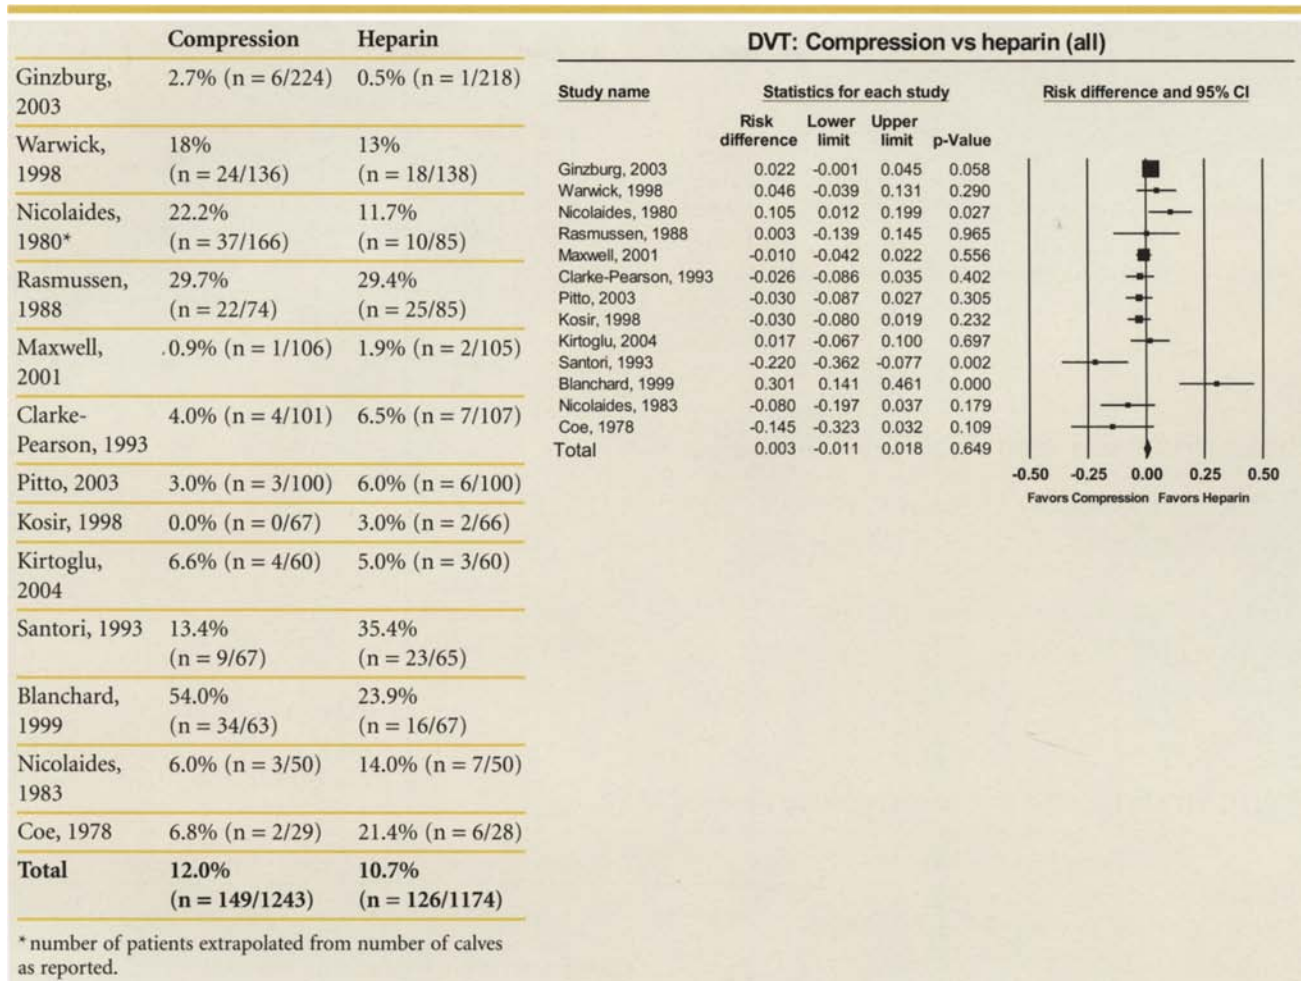 Compression Heparin
Ginzburg, 2.7% (n = 6/224) 0.5% (n = 1/218)
2003
Warwick, 18% 13%
1998 (n = 24/136) (n = 18/138)
Nicolaides, 22.2% 11.7%
1980* (n = 37/166) (n = 10/85)
Rasmussen, 29.7% 29.4%
1988 (n = 22/74) (n = 25/85)
Maxwell, .0.9% (n = 1/106) 1.9% (n = 2/105)
2001
Clarke- 4.0% (n = 4/101) 6.5% (n = 7/107)
Pearson, 1993
Pitto, 2003 3.0% (n = 3/100) 6.0% (n = 6/100)
Kosir, 1998 0.0% (n = 0/67) 3.0% (n = 2/66)
Kirtoglu, 6.6% (n = 4/60) 5.0% (n = 3/60)
2004
Santori, 1993 13.4% 35.4%
(n = 9/67) (n = 23/65)
Blanchard, 54.0% 23.9%
1999 (n = 34/63) (n = 16/67)
Nicolaides, 6.0% (n = 3/50) 14.0% (n = 7/50)
1983
Coe, 1978 6.8% (n = 2/29) 21.4% (n = 6/28)
Total 12.0% 10.7%
(n = 149/1243) (n = 126/1174)
*number of patients extrapolated from number of calves
as reported.
DVT: Compression vs heparin (all)
Study name Statistics for each study Risk difference and 95% CI
Risk Lower Upper
difference limit limit p-Value
Ginzburg, 2003 0.022 -0.001 0.045 0.058
Warwick, 1998 0.046 -0.039 0.131 0.290
Nicolaides, 1980 0.105 0.012 0.199 0.027
Rasmussen, 1988 0.003 -0.139 0.145 0.965
Maxwell, 2001 -0.010 -0.042 0.022 0.556
Clarke-Pearson, 1993 -0.026 -0.086 0.035 0.402
Pitto, 2003 -0.030 -0.087 0.027 0.305
Kosir, 1998 -0.030 -0.080 0.019 0.232
Kirtoglu, 2004 0.017 -0.067 0.100 0.697
Santori, 1993 -0.220 -0.362 -0.077 0.002
Blanchard, 1999 0.301 0.141 0.461 0.000
Nicolaides, 1983 -0.080 -0.197 0.037 0.179
Coe, 1978 -0.145 -0.323 0.032 0.109
Total 0.003 -0.011 0.018 0.649
-0.50 -0.25 0.00 0.25 0.50
Favors Compression Favors Heparin